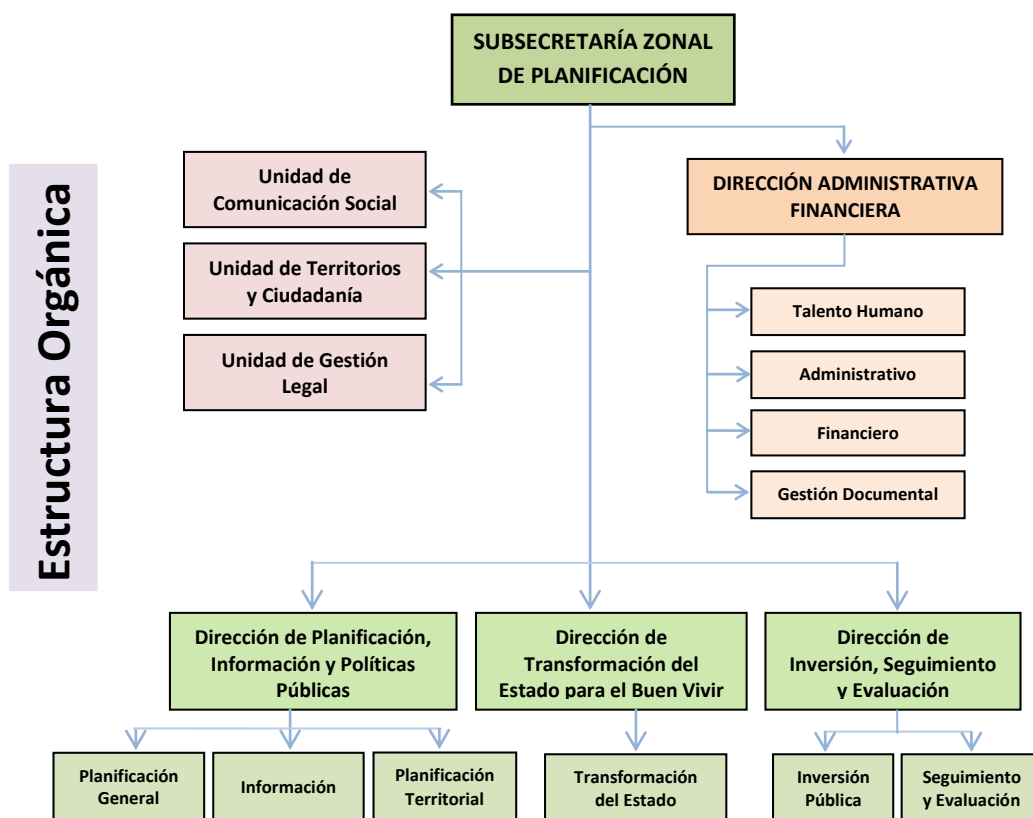 SUBSECRETARÍA ZONAL
DE PLANIFICACIÓN
Estructura Orgánica
Unidad de
Comunicación Social
Unidad de Territorios
y Ciudadanía
Unidad de Gestión
Legal
DIRECCIÓN ADMINISTRATIVA
FINANCIERA
Talento Humano
Administrativo
Financiero
Gestión Documental
Dirección de Planificación,
Información y Políticas
Públicas
Dirección de
Transformación del
Estado para el Buen Vivir
Dirección de
Inversión, Seguimiento
y Evaluación
Planificación
General
Información
Planificación
Territorial
Transformación
del Estado
Inversión
Pública
Seguimiento
y Evaluación